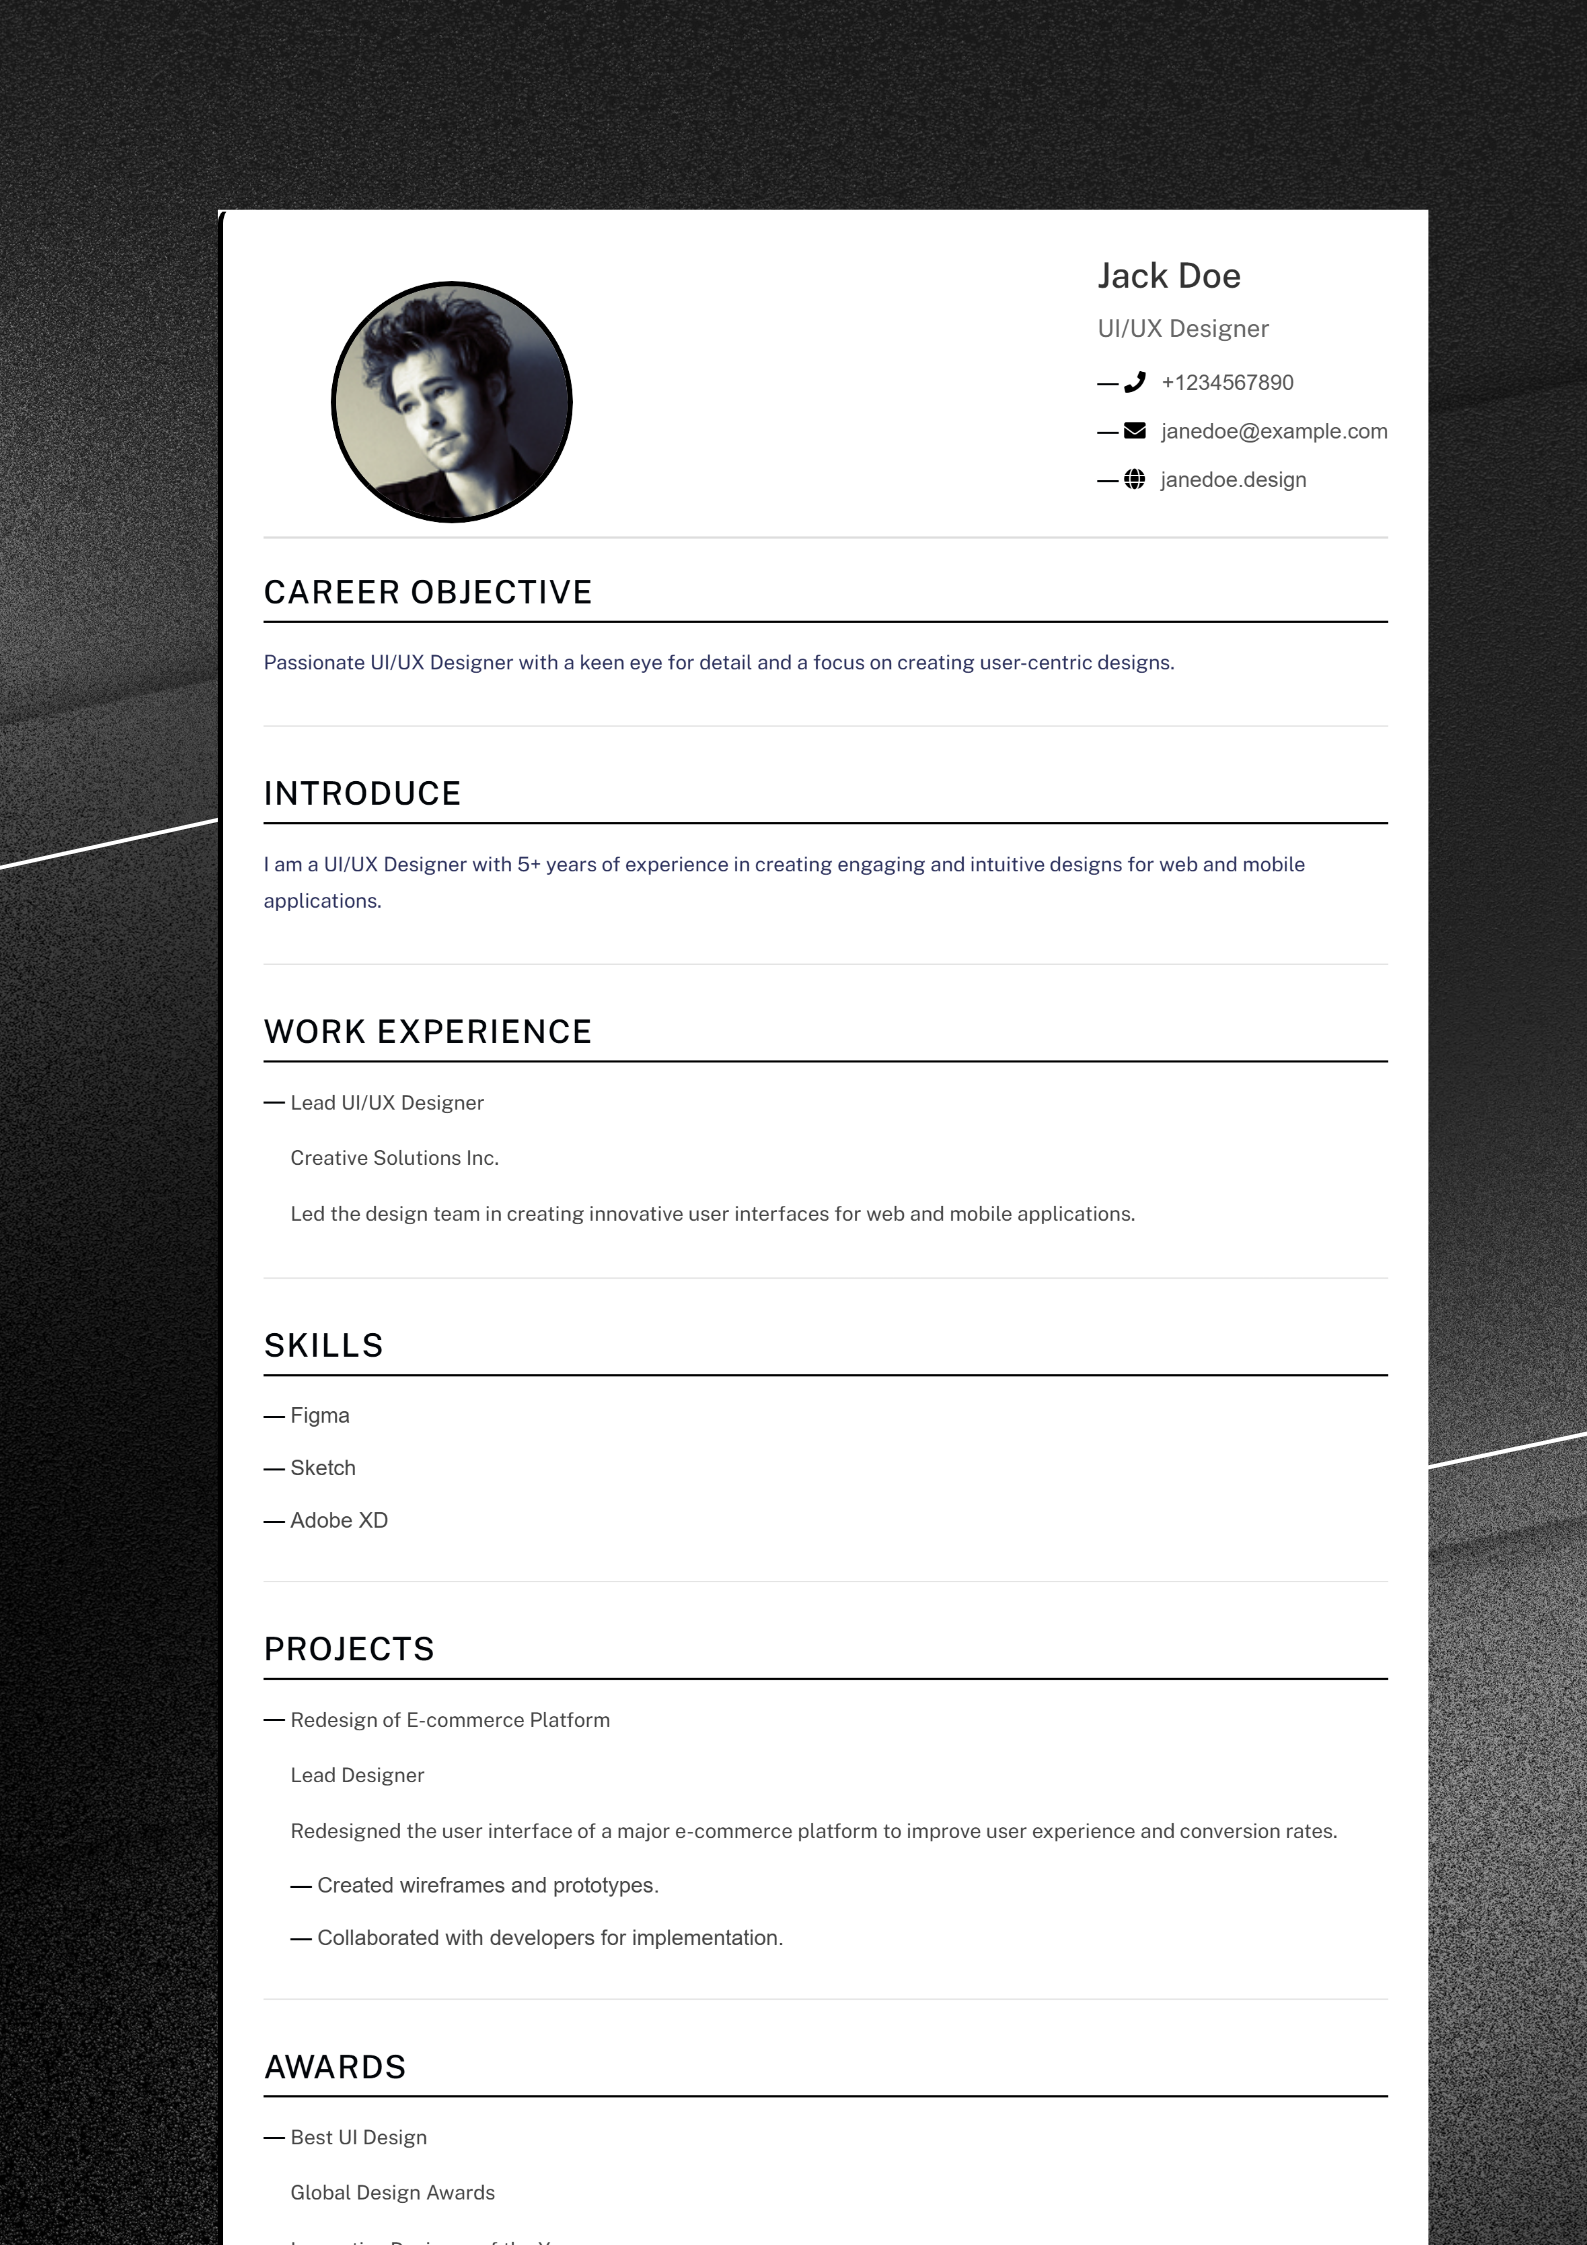 Jack Doe
UI/UX Designer
+1234567890
janedoe@example.com
janedoe.design
CAREER OBJECTIVE
Passionate UI/UX Designer with a keen eye for detail and a focus on creating user-centric designs.
INTRODUCE
I am a UI/UX Designer with 5+ years of experience in creating engaging and intuitive designs for web and mobile
applications.
WORK EXPERIENCE
— Lead UI/UX Designer
Creative Solutions Inc.
Led the design team in creating innovative user interfaces for web and mobile applications.
SKILLS
— Figma
— Sketch
— Adobe XD
PROJECTS
— Redesign of E-commerce Platform
Lead Designer
Redesigned the user interface of a major e-commerce platform to improve user experience and conversion rates.
— Created wireframes and prototypes.
— Collaborated with developers for implementation.
AWARDS
— Best UI Design
Global Design Awards